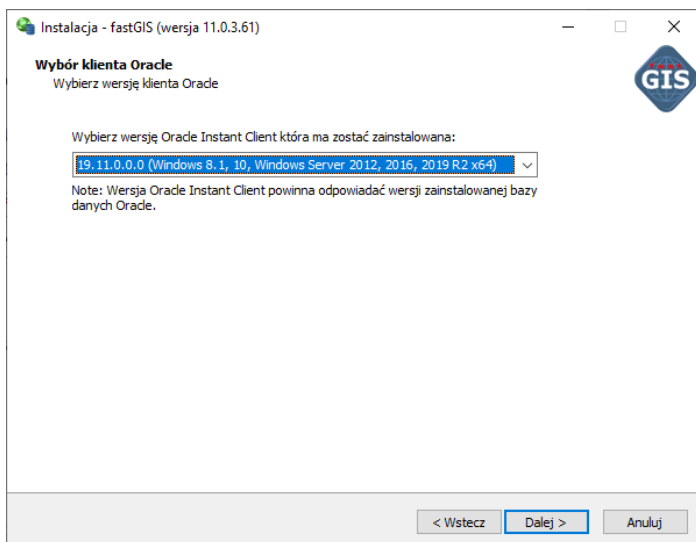 Instalacja - fastGIS (wersja 11.0.3.61)
Wybór klienta Oracle
Wybierz wersję klienta Oracle
GIS
Wybierz wersję Oracle Instant Client która ma zostać zainstalowana:
19.11.0.0.0 (Windows 8.1, 10, Windows Server 2012, 2016, 2019 R2 x64)
Note: Wersja Oracle Instant Client powinna odpowiadać wersji zainstalowanej bazy
danych Oracle.
< Wstecz
Dalej >
Anuluj